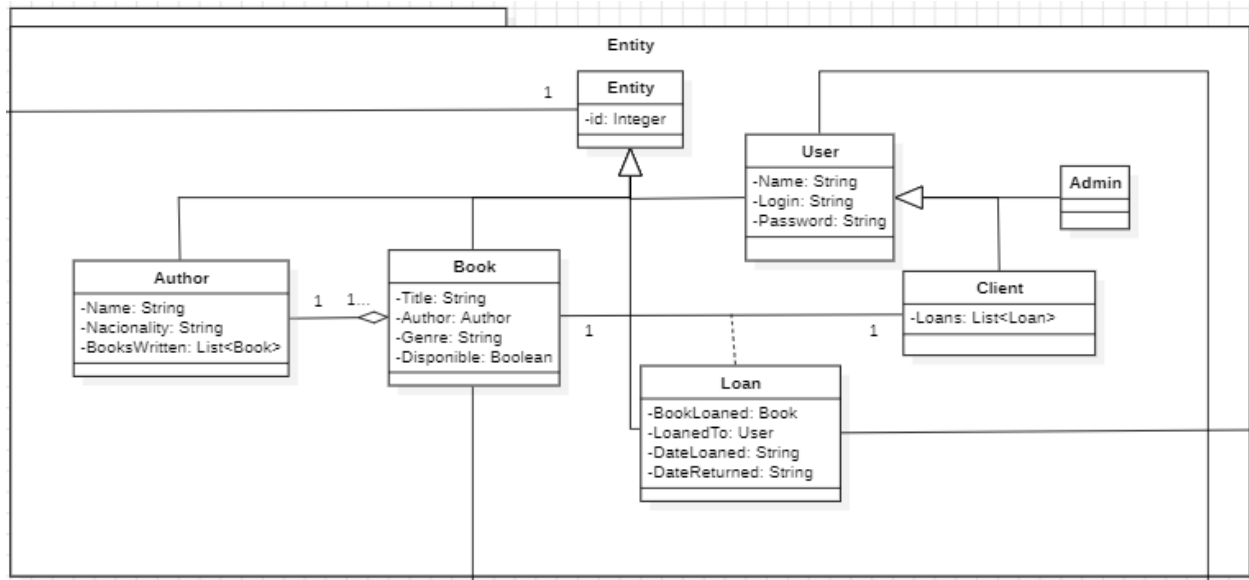 Entity
Entity
-id: Integer
1
User
-Name: String
-Login: String
-Password: String
Admin
Author
-Name: String
-Nacionality: String
-BooksWritten: List<Book>
1
1...
Book
-Title: String
-Author: Author
-Genre: String
-Disponible: Boolean
1
1
Client
-Loans: List<Loan>
Loan
-BookLoaned: Book
-LoanedTo: User
-DateLoaned: String
-DateReturned: String